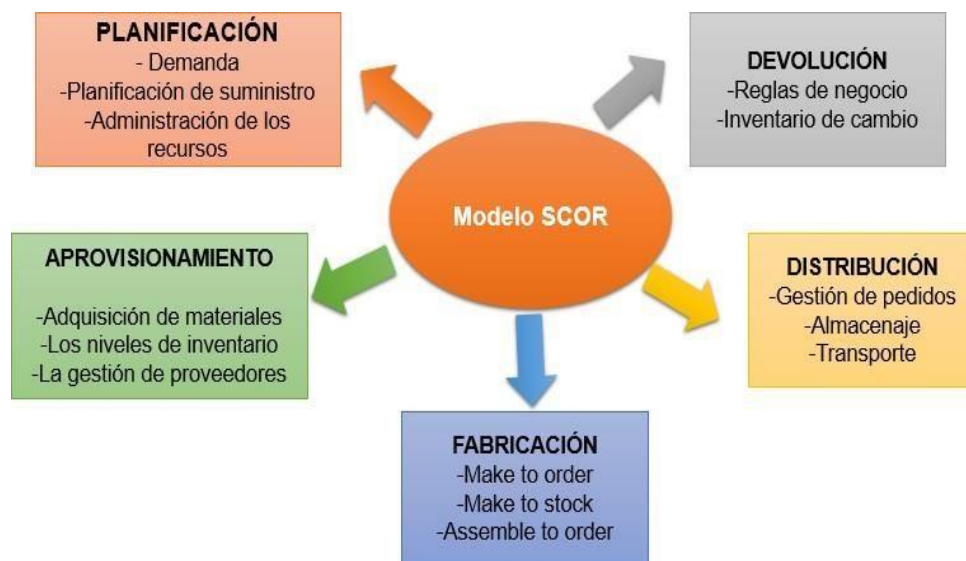 PLANIFICACIÓN
- Demanda
-Planificación de suministro
-Administración de los
recursos
DEVOLUCIÓN
-Reglas de negocio
-Inventario de cambio
Modelo SCOR
APROVISIONAMIENTO
-Adquisición de materiales
-Los niveles de inventario
-La gestión de proveedores
DISTRIBUCIÓN
-Gestión de pedidos
-Almacenaje
-Transporte
FABRICACIÓN
-Make to order
-Make to stock
-Assemble to order